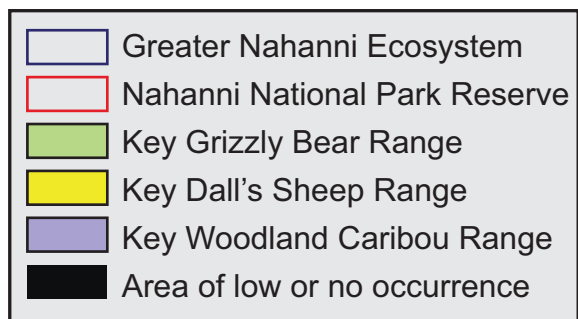 Greater Nahanni Ecosystem
Nahanni National Park Reserve
Key Grizzly Bear Range
Key Dall's Sheep Range
Key Woodland Caribou Range
Area of low or no occurrence